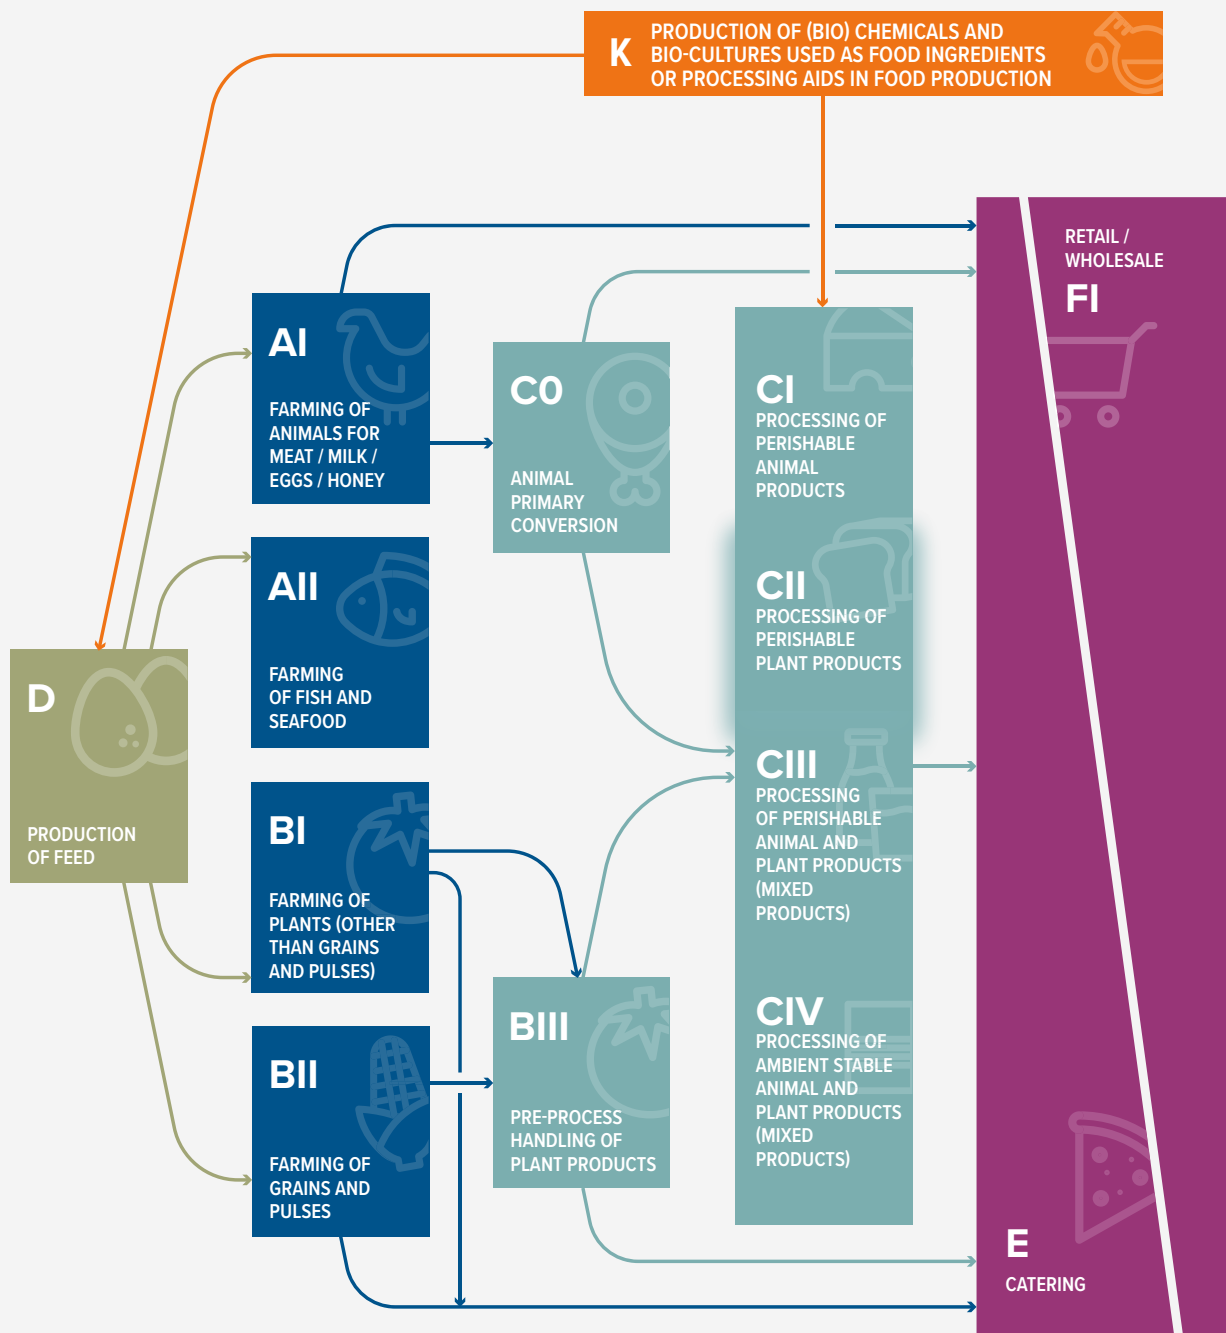 K
PRODUCTION OF (BIO) CHEMICALS AND
BIO-CULTURES USED AS FOOD INGREDIENTS
OR PROCESSING AIDS IN FOOD PRODUCTION
RETAIL /
WHOLESALE
FI
AI
FARMING OF
ANIMALS FOR
MEAT / MILK /
EGGS / HONEY
C0
ANIMAL
PRIMARY
CONVERSION
CI
PROCESSING OF
PERISHABLE
ANIMAL
PRODUCTS
AII
FARMING
OF FISH AND
SEAFOOD
CII
PROCESSING OF
PERISHABLE
PLANT PRODUCTS
D
PRODUCTION
OF FEED
CIII
PROCESSING
OF PERISHABLE
ANIMAL AND
PLANT PRODUCTS
(MIXED
PRODUCTS)
BI
FARMING OF
PLANTS (OTHER
THAN GRAINS
AND PULSES)
BII
FARMING OF
GRAINS AND
PULSES
BIII
PRE-PROCESS
HANDLING OF
PLANT PRODUCTS
CIV
PROCESSING OF
AMBIENT STABLE
ANIMAL AND
PLANT PRODUCTS
(MIXED
PRODUCTS)
E
CATERING